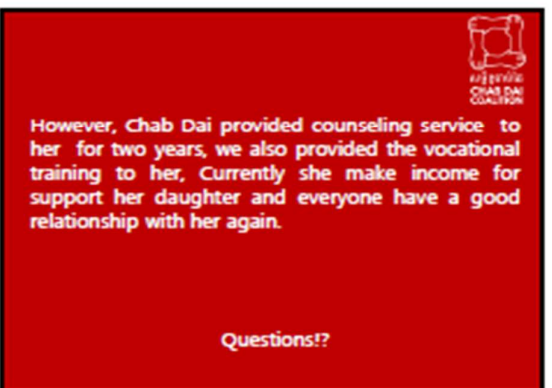 CHAB DAI
COALITION
However, Chab Dai provided counseling service to
her for two years, we also provided the vocational
training to her, Currently she make income for
support her daughter and everyone have a good
relationship with her again.
Questions!?